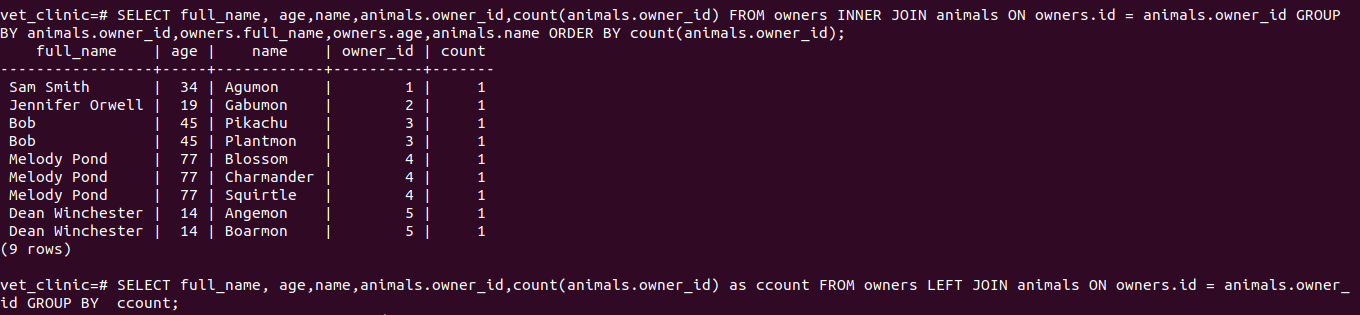 vet_clinic=# SELECT full_name, age,name,animals.owner_id,count(animals.owner_id) FROM owners INNER JOIN animals ON owners.id = animals.owner_id GROUP
BY animals.owner_id,owners.full_name,owners.age,animals.name ORDER BY count(animals.owner_id);
    full_name    | age |    name    | owner_id | count
-----------------+-----+------------+----------+-------
 Sam Smith       |  34 | Agumon     |        1 |     1
 Jennifer Orwell |  19 | Gabumon    |        2 |     1
 Bob             |  45 | Pikachu    |        3 |     1
 Bob             |  45 | Plantmon   |        3 |     1
 Melody Pond     |  77 | Blossom    |        4 |     1
 Melody Pond     |  77 | Charmander |        4 |     1
 Melody Pond     |  77 | Squirtle   |        4 |     1
 Dean Winchester |  14 | Angemon    |        5 |     1
 Dean Winchester |  14 | Boarmon    |        5 |     1
(9 rows)

vet_clinic=# SELECT full_name, age,name,animals.owner_id,count(animals.owner_id) as ccount FROM owners LEFT JOIN animals ON owners.id = animals.owner_
id GROUP BY  ccount;